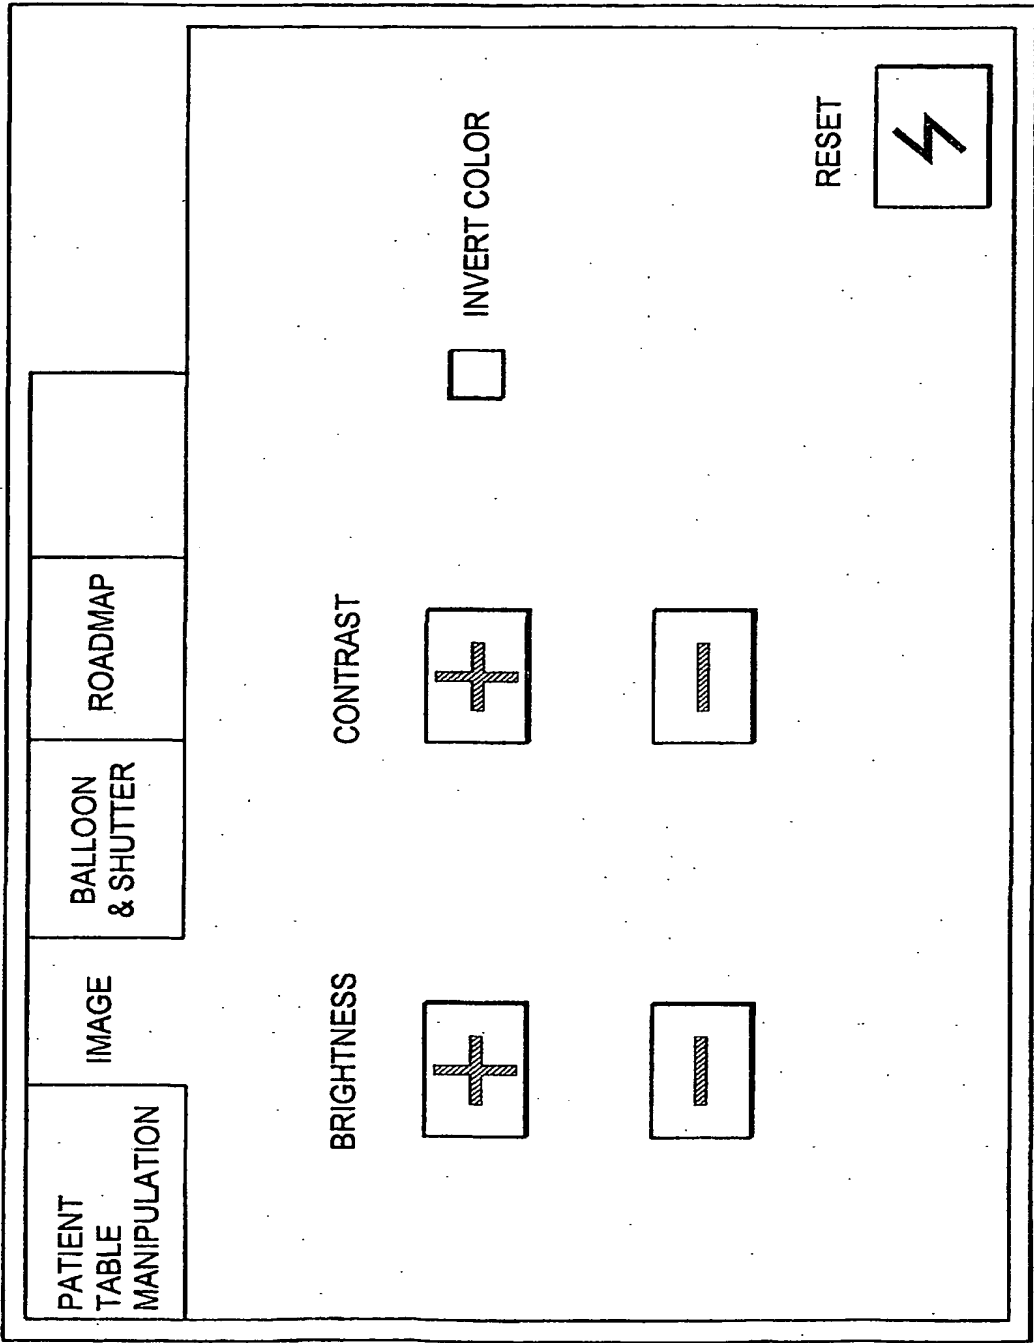 PATIENT
TABLE
MANIPULATION
IMAGE
BALLOON
& SHUTTER
ROADMAP
BRIGHTNESS
CONTRAST
INVERT COLOR
RESET